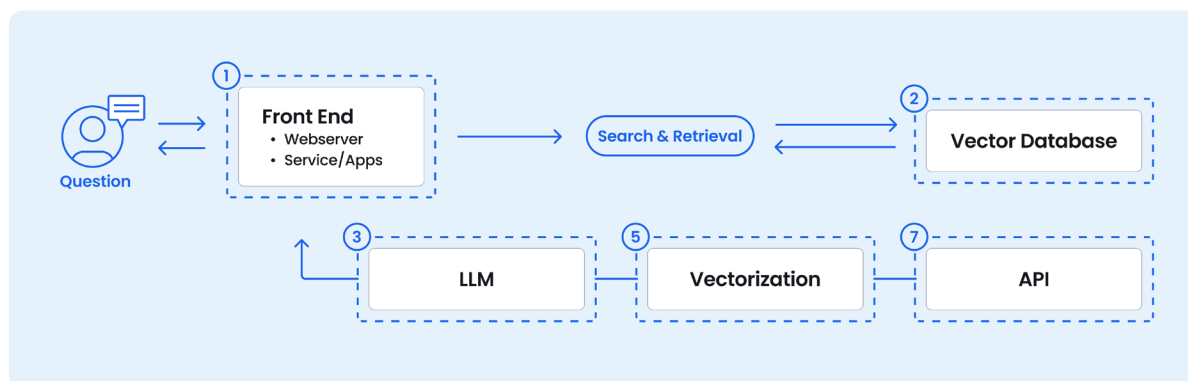 1
Front End
• Webserver
• Service/Apps
Question
Search & Retrieval
2
Vector Database
3
LLM
5
Vectorization
7
API